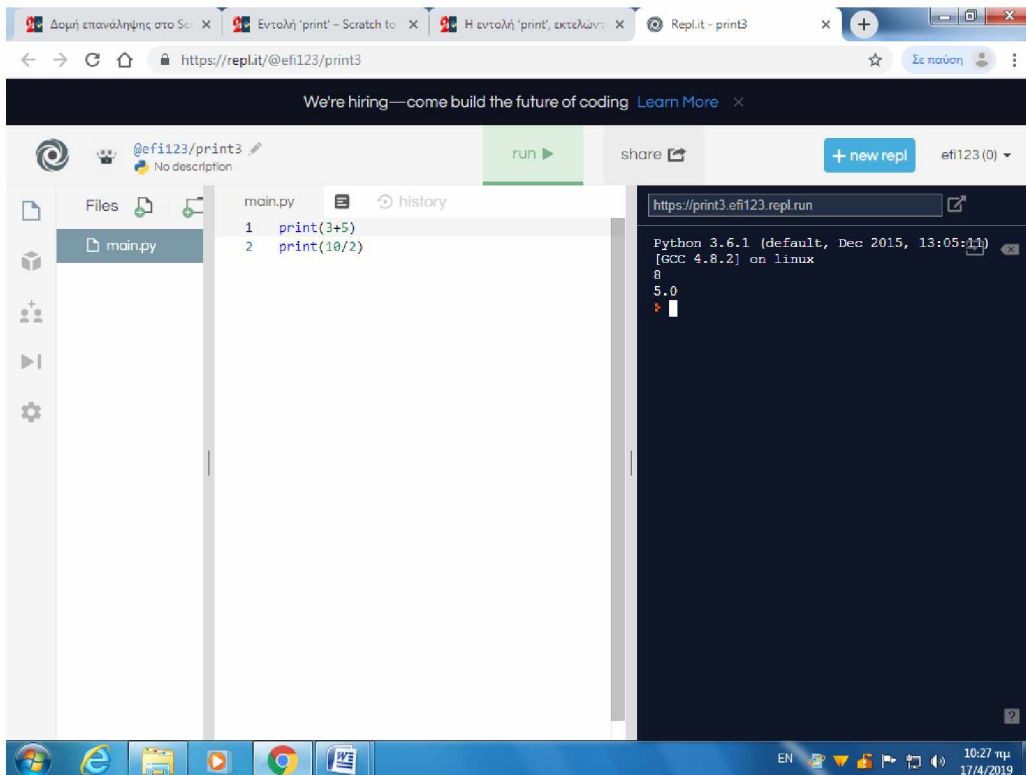 Δομή επανάληψης στο Sc
Εντολή 'print' – Scratch to
Η εντολή 'print', εκτελώντ
Repl.it - print3
https://repl.it/@efi123/print3
Σε παύση
We're hiring—come build the future of coding Learn More
@efi123/print3
No description
run
share
+ new repl
efi123 (0)
Files
main.py
main.py
history
1 print(3+5)
2 print(10/2)
https://print3.efi123.repl.run
Python 3.6.1 (default, Dec 2015, 13:05:11)
[GCC 4.8.2] on linux
8
5.0
EN
10:27 πμ
17/4/2019